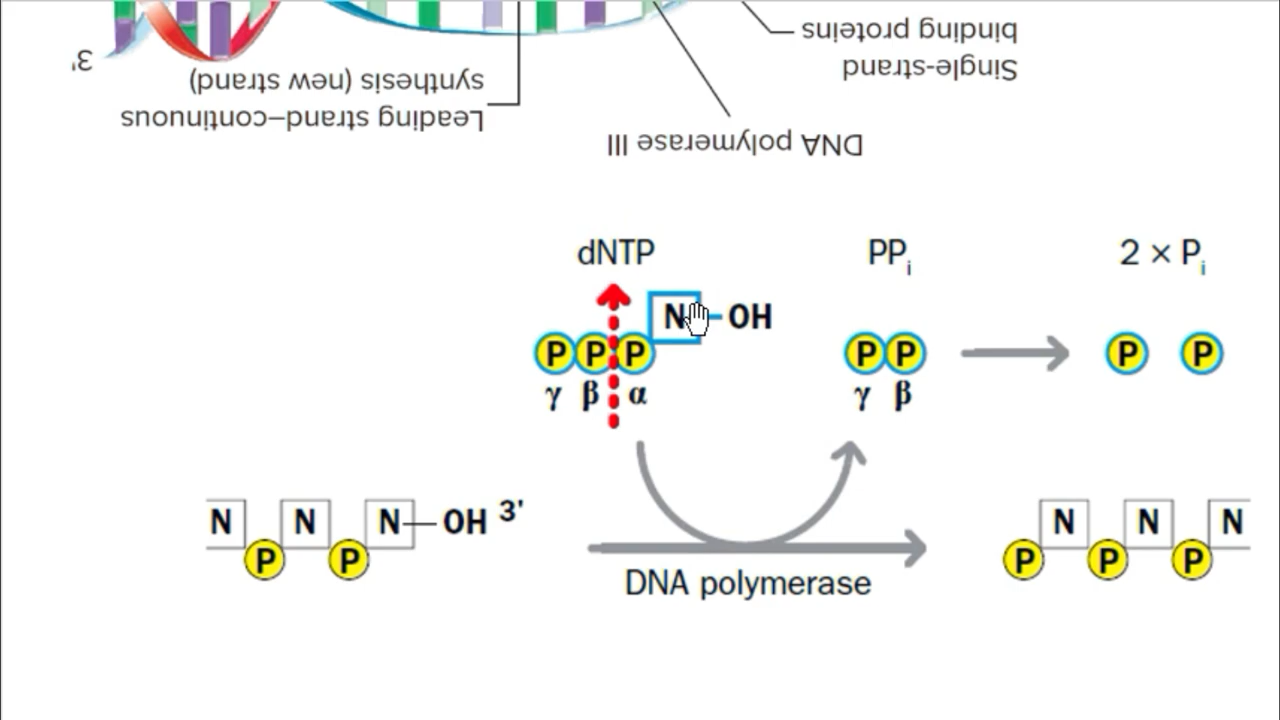 3'
synthesis (new strand)
Leading strand–continuous
binding proteins
Single-strand
DNA polymerase III
dNTP
PPi
2 × Pi
N OH
P P P
γ β α
P P
γ β
P P
N N N OH 3'
P P
DNA polymerase
N N N
P P P